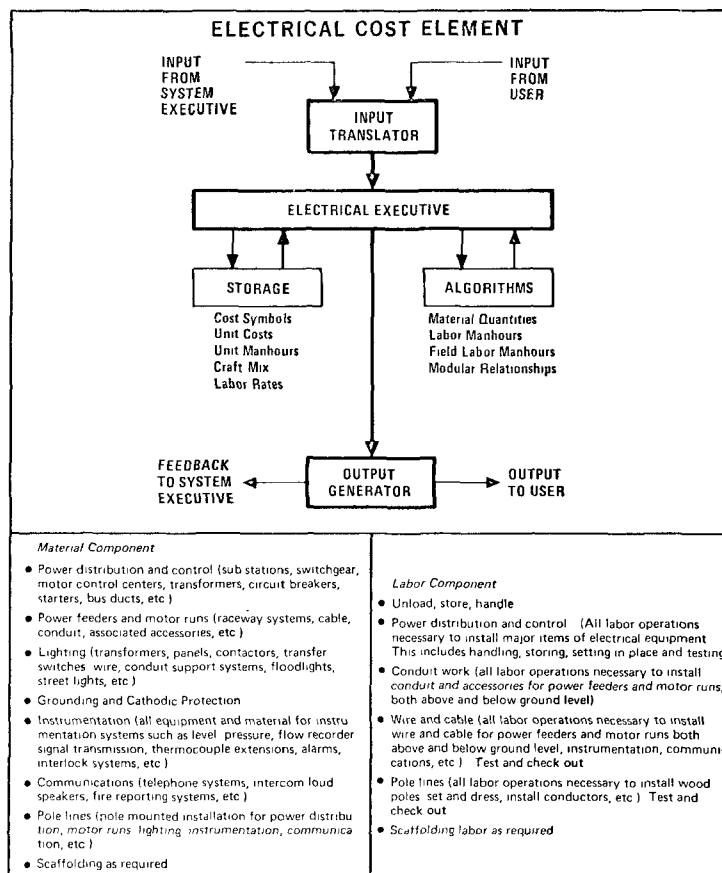 ELECTRICAL COST ELEMENT
INPUT
FROM
SYSTEM
EXECUTIVE
INPUT
FROM
USER
INPUT
TRANSLATOR
ELECTRICAL EXECUTIVE
STORAGE
Cost Symbols
Unit Costs
Unit Manhours
Craft Mix
Labor Rates
ALGORITHMS
Material Quantities
Labor Manhours
Field Labor Manhours
Modular Relationships
FEEDBACK
TO SYSTEM
EXECUTIVE
OUTPUT
GENERATOR
OUTPUT
TO USER
Material Component
• Power distribution and control (sub stations, switchgear,
motor control centers, transformers, circuit breakers,
starters, bus ducts, etc )
• Power feeders and motor runs (raceway systems, cable,
conduit, associated accessories, etc )
• Lighting (transformers, panels, contactors, transfer
switches wire, conduit support systems, floodlights,
street lights, etc )
• Grounding and Cathodic Protection
• Instrumentation (all equipment and material for instru
mentation systems such as level pressure, flow recorder
signal transmission, thermocouple extensions, alarms,
interlock systems, etc )
• Communications (telephone systems, intercom loud
speakers, fire reporting systems, etc )
• Pole lines (pole mounted installation for power distribu
tion, motor runs lighting instrumentation, communica
tion, etc )
• Scaffolding as required
Labor Component
• Unload, store, handle
• Power distribution and control (All labor operations
necessary to install major items of electrical equipment
This includes handling, storing, setting in place and testing
• Conduit work (all labor operations necessary to install
conduit and accessories for power feeders and motor runs,
both above and below ground level)
• Wire and cable (all labor operations necessary to install
wire and cable for power feeders and motor runs both
above and below ground level, instrumentation, communi-
cations, etc ) Test and check out
• Pole lines (all labor operations necessary to install wood
poles set and dress, install conductors, etc ) Test and
check out
• Scaffolding labor as required